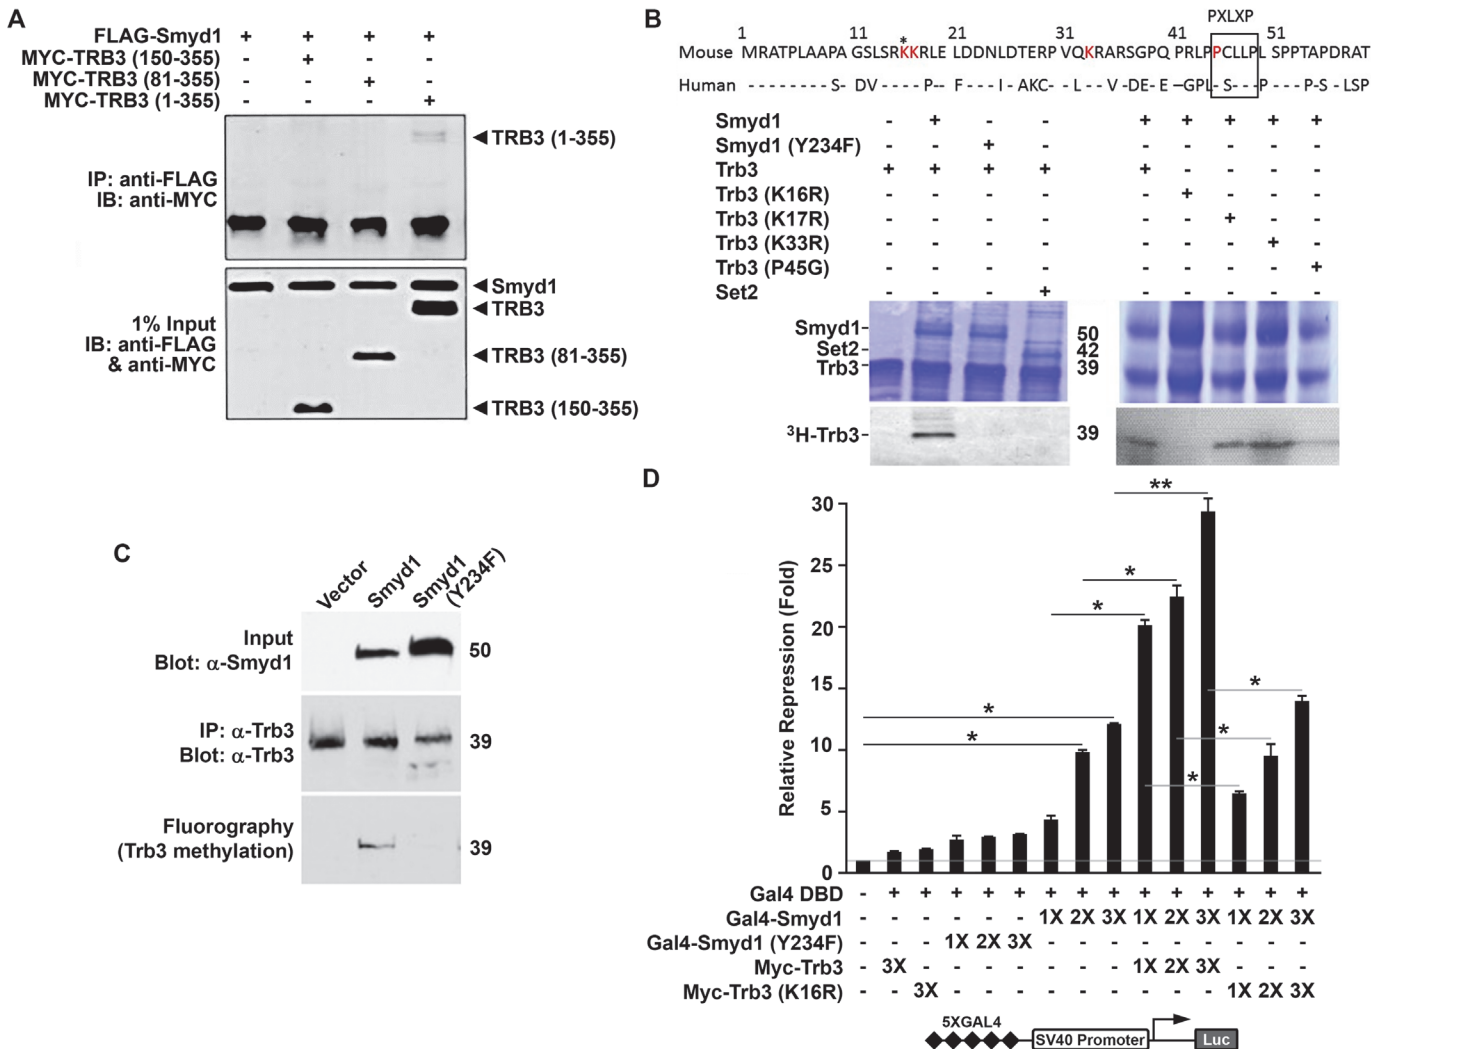 A
FLAG-Smyd1 + + + +
MYC-TRB3 (150-355) - + - -
MYC-TRB3 (81-355) - - + -
MYC-TRB3 (1-355) - - - +
IP: anti-FLAG
IB: anti-MYC
◄TRB3 (1-355)
1% Input
IB: anti-FLAG
& anti-MYC
◄Smyd1
◄TRB3
◄TRB3 (81-355)
◄TRB3 (150-355)
B
PXLXP
1 11 21 31 41 51
*
Mouse MRATPLAAPA GSLSRKKRLE LDDNLDTERP VQKRARSGPQ PRLPPCLLPL SPPTAPDRAT
Human - - - - - - - - S- DV - - - - P-- F - - - I - AKC- - L - - V - DE- E –GPL- S- - -P - - - -P-S - LSP
Smyd1 - + - - + + + + +
Smyd1 (Y234F) - - + - - - - - -
Trb3 + + + + + - - - -
Trb3 (K16R) - - - - - + - - -
Trb3 (K17R) - - - - - - + - -
Trb3 (K33R) - - - - - - - + -
Trb3 (P45G) - - - - - - - - +
Set2 - - - + - - - - -
Smyd1– 50
Set2– 42
Trb3– 39
³H-Trb3– 39
C
Vector Smyd1 Smyd1 (Y234F)
Input
Blot: α-Smyd1
50
IP: α-Trb3
Blot: α-Trb3
39
Fluorography
(Trb3 methylation)
39
D
Relative Repression (Fold)
30
25
20
15
10
5
0
**
*
*
*
*
*
*
*
Gal4 DBD - + + + + + + + + + + + + + +
Gal4-Smyd1 - - - - - - 1X 2X 3X 1X 2X 3X 1X 2X 3X
Gal4-Smyd1 (Y234F) - - - 1X 2X 3X - - - - - - - - -
Myc-Trb3 - 3X - - - - - - - 1X 2X 3X - - -
Myc-Trb3 (K16R) - - 3X - - - - - - - - - 1X 2X 3X
5XGAL4
SV40 Promoter
Luc